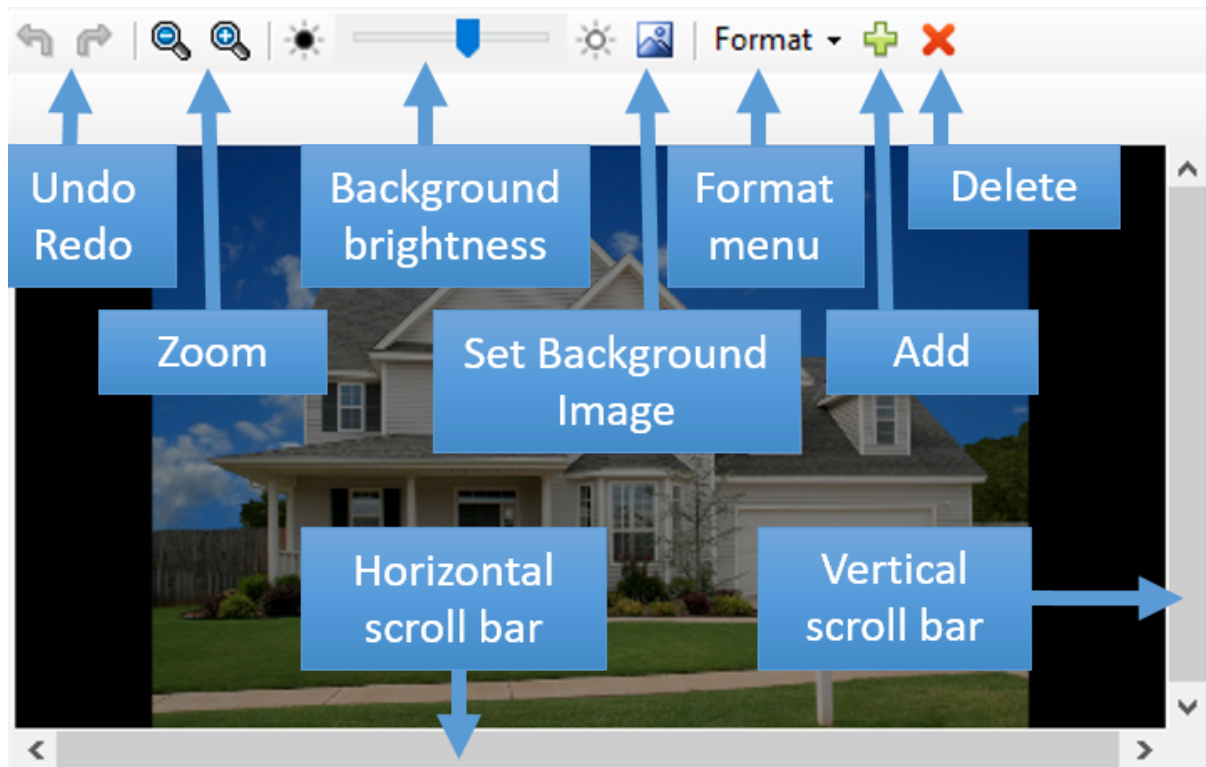 Format
Undo
Redo
Background
brightness
Format
menu
Delete
Zoom
Set Background
Image
Add
Horizontal
scroll bar
Vertical
scroll bar